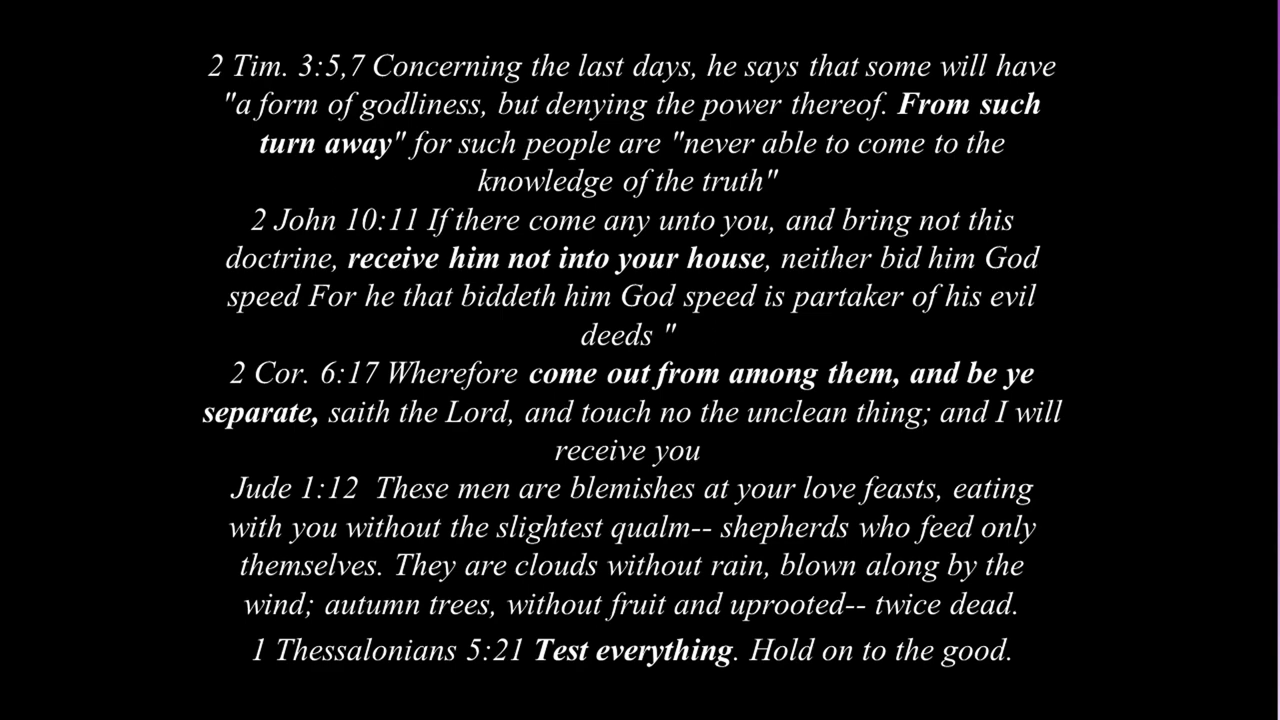 2 Tim. 3:5,7 Concerning the last days, he says that some will have
"a form of godliness, but denying the power thereof. From such
turn away" for such people are "never able to come to the
knowledge of the truth"
2 John 10:11 If there come any unto you, and bring not this
doctrine, receive him not into your house, neither bid him God
speed For he that biddeth him God speed is partaker of his evil
deeds "
2 Cor. 6:17 Wherefore come out from among them, and be ye
separate, saith the Lord, and touch no the unclean thing; and I will
receive you
Jude 1:12  These men are blemishes at your love feasts, eating
with you without the slightest qualm-- shepherds who feed only
themselves. They are clouds without rain, blown along by the
wind; autumn trees, without fruit and uprooted-- twice dead.
1 Thessalonians 5:21 Test everything. Hold on to the good.